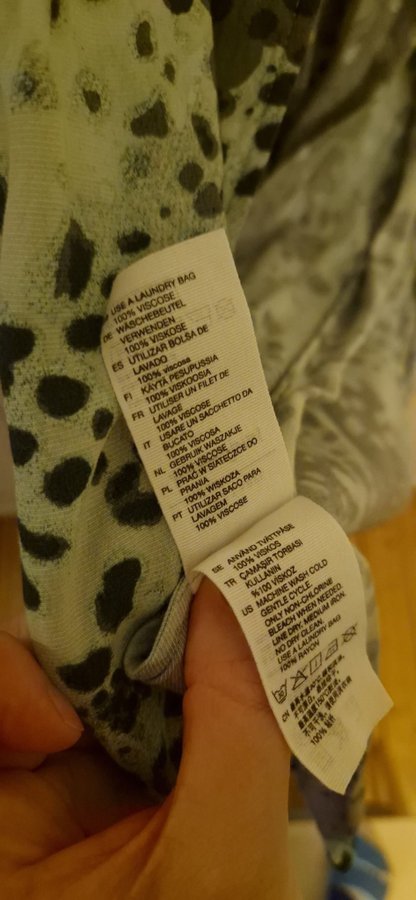 USE A LAUNDRY BAG
100% VISCOSE
DE WÄSCHEBEUTEL
VERWENDEN
100% VISKOSE
ES UTILIZAR BOLSA DE
LAVADO
100% viscosa
FI KÄYTÄ PESUPUSSIA
100% VISKOOSIA
FR UTILISER UN FILET DE
LAVAGE
100% VISCOSE
IT USARE UN SACCHETTO DA
BUCATO
100% VISCOSA
NL GEBRUIK WASZAKJE
100% VISCOSE
PL PRAĆ W SIATECZCE DO
PRANIA
100% WISKOZA
PT UTILIZAR SACO PARA
LAVAGEM
100% VISCOSE
SE ANVÄND TVÄTTPÅSE
100% VISKOS
TR ÇAMAŞIR TORBASI
KULLANIN
%100 VİSKOZ
US MACHINE WASH COLD
GENTLE CYCLE.
ONLY NON-CHLORINE
BLEACH WHEN NEEDED.
LINE DRY. MEDIUM IRON.
NO DRY CLEAN.
USE A LAUNDRY BAG
100% RAYON
CN